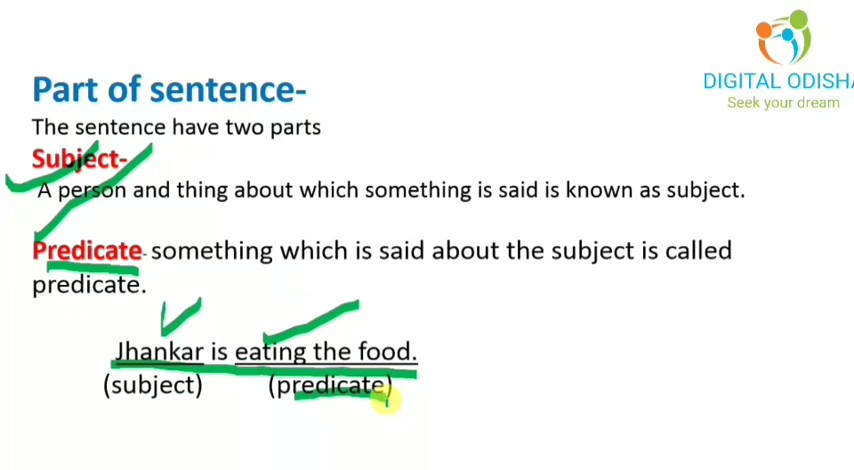 DIGITAL ODISHA
Seek your dream
Part of sentence-
The sentence have two parts
Subject-
A person and thing about which something is said is known as subject.
Predicate- something which is said about the subject is called
predicate.
Jhankar is eating the food.
(subject) (predicate)